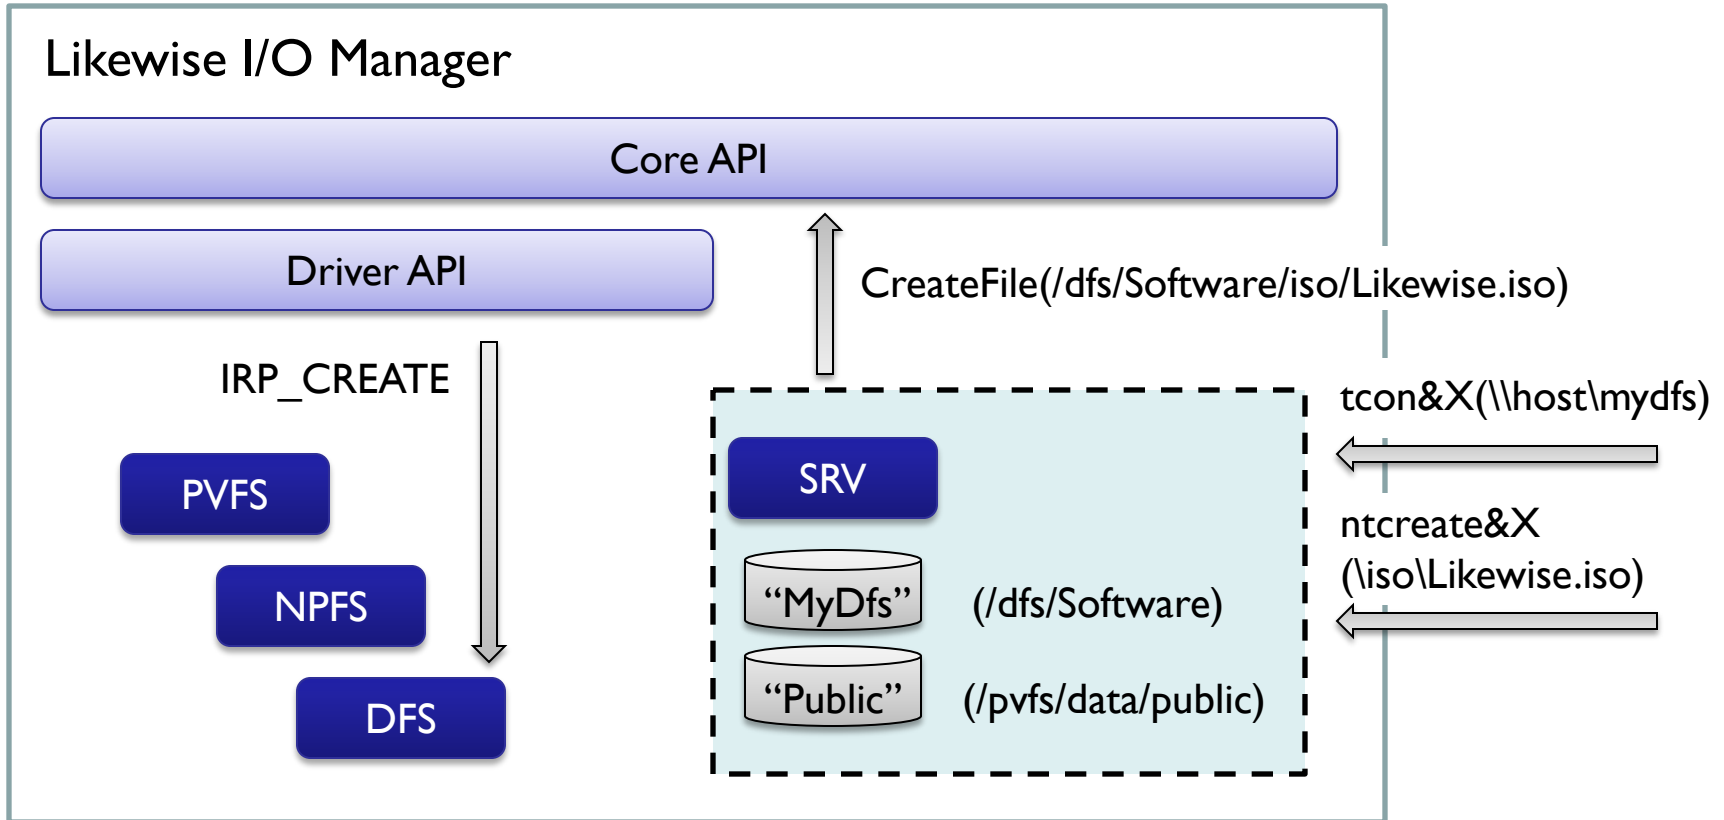 Likewise I/O Manager
Core API
Driver API
CreateFile(/dfs/Software/iso/Likewise.iso)
IRP_CREATE
tcon&X(\\host\mydfs)
PVFS
SRV
ntcreate&X
(\iso\Likewise.iso)
NPFS
“MyDfs”
(/dfs/Software)
DFS
“Public”
(/pvfs/data/public)